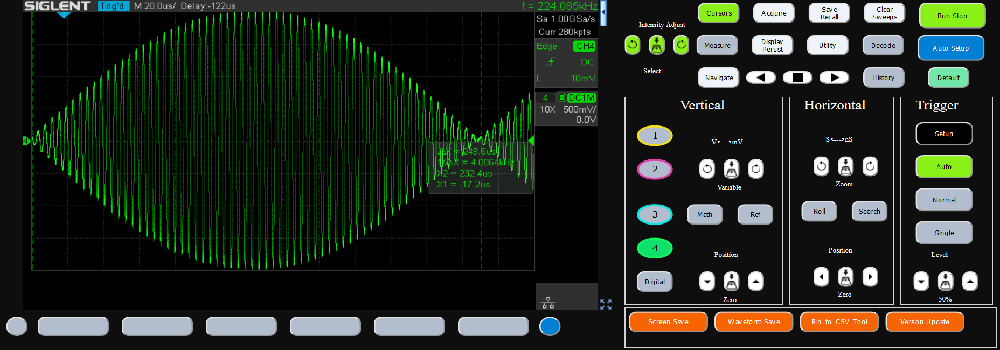 SIGLENT Trig'd M 20.0us/ Delay:-122us f = 224.085kHz
Sa 1.00GSa/s
Curr 280kpts
Edge CH4
DC
L 10mV
4 B DC1M
10X 500mV/
0.0V
4
ΔX = 249.6us
1/ΔX = 4.0064kHz
X2 = 232.4us
X1 = -17.2us
Intensity Adjust
Select
Cursors
Acquire
Save
Recall
Clear
Sweeps
Run Stop
Measure
Display
Persist
Utility
Decode
Auto Setup
Navigate
History
Default
Vertical
1
2
3
4
Digital
V<--->mV
Variable
Math
Ref
Position
Zero
Horizontal
S<--->nS
Zoom
Roll
Search
Position
Zero
Trigger
Setup
Auto
Normal
Single
Level
50%
Screen Save
Waveform Save
Bin_to_CSV_Tool
Version Update